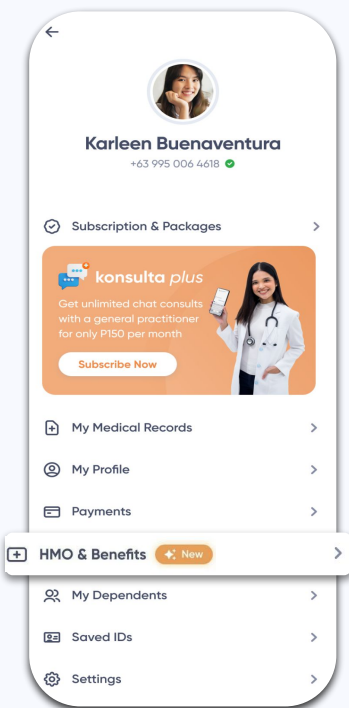 Karleen Buenaventura
+63 995 006 4618
Subscription & Packages
konsulta plus
Get unlimited chat consults
with a general practitioner
for only P150 per month
Subscribe Now
My Medical Records
My Profile
Payments
HMO & Benefits New
My Dependents
Saved IDs
Settings